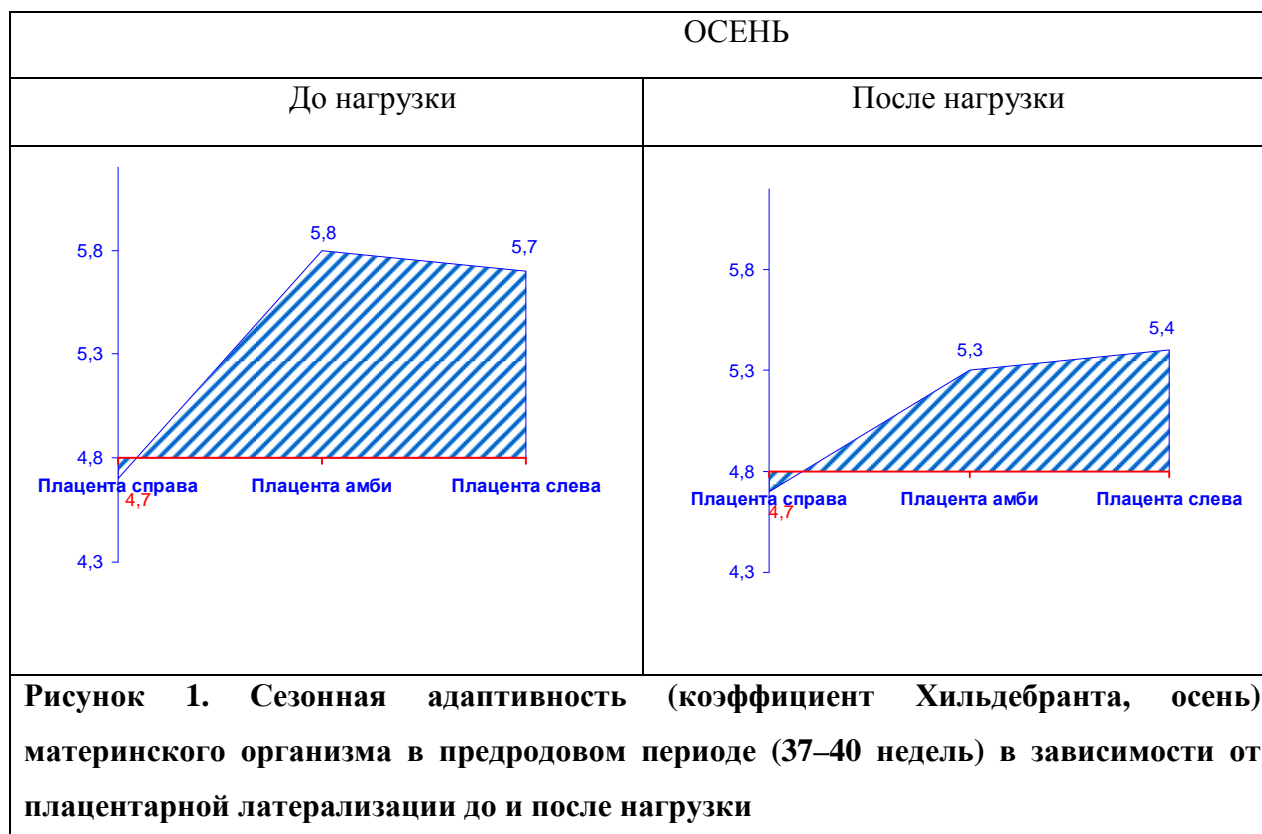 ОСЕНЬ
До нагрузки
После нагрузки
5,8
5,3
4,8
4,3
5,8
5,7
4,7
Плацента справа
Плацента амби
Плацента слева
5,8
5,3
4,8
4,3
5,3
5,4
4,7
Плацента справа
Плацента амби
Плацента слева
Рисунок 1. Сезонная адаптивность (коэффициент Хильдебранта, осень)
материнского организма в предродовом периоде (37–40 недель) в зависимости от
плацентарной латерализации до и после нагрузки